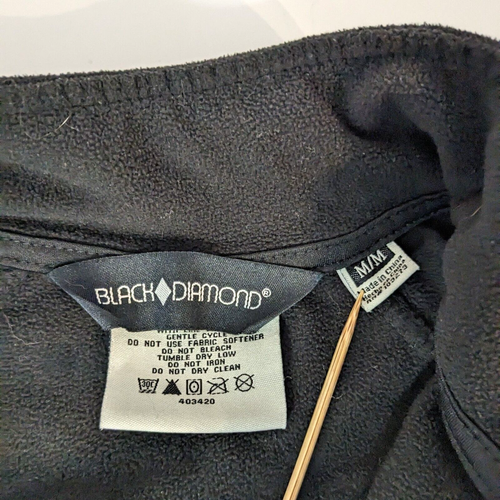 BLACK DIAMOND®
GENTLE CYCLE
DO NOT USE FABRIC SOFTENER
DO NOT BLEACH
TUMBLE DRY LOW
DO NOT IRON
DO NOT DRY CLEAN
30C
403420
M/M
Made in China